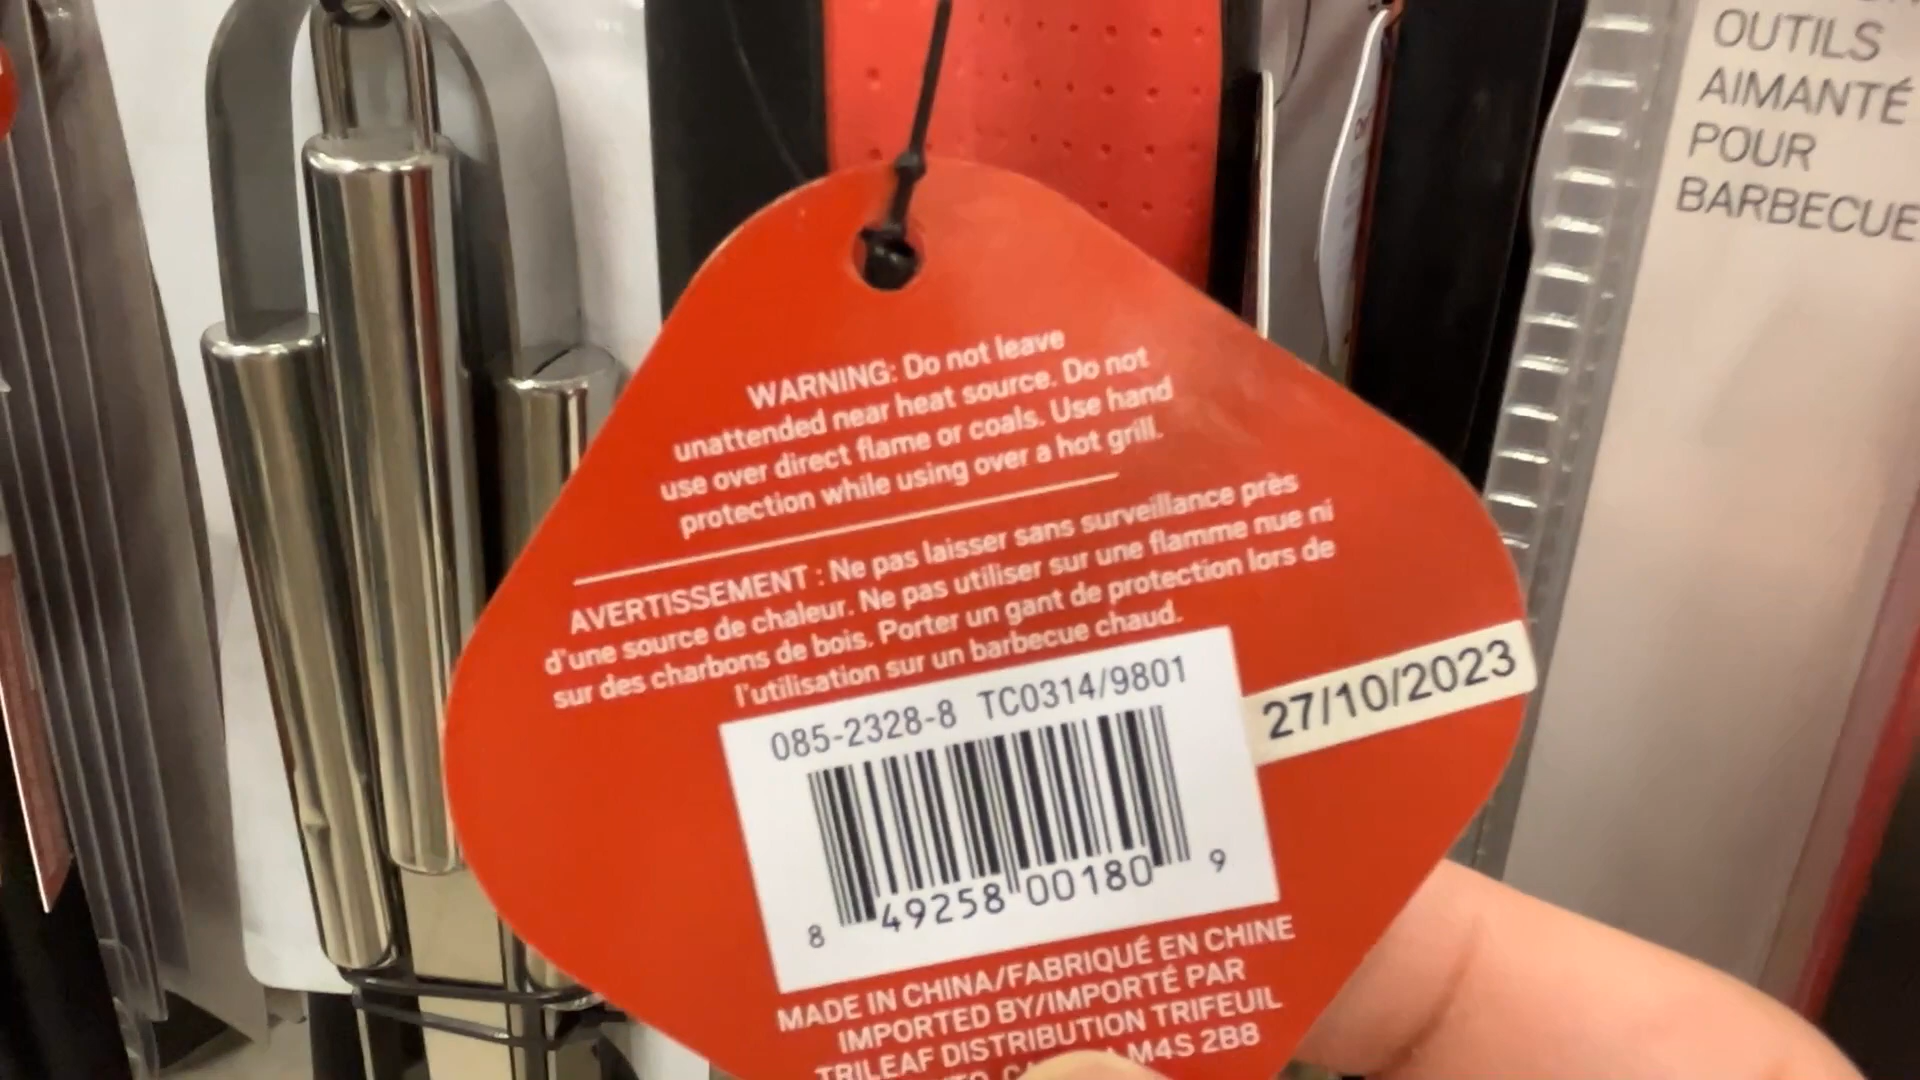 OUTILS
AIMANTÉ
POUR
BARBECUE
WARNING: Do not leave
unattended near heat source. Do not
use over direct flame or coals. Use hand
protection while using over a hot grill.
AVERTISSEMENT : Ne pas laisser sans surveillance près
d'une source de chaleur. Ne pas utiliser sur une flamme nue ni
sur des charbons de bois. Porter un gant de protection lors de
l'utilisation sur un barbecue chaud.
085-2328-8 TC0314/9801
27/10/2023
8 49258 00180 9
MADE IN CHINA/FABRIQUÉ EN CHINE
IMPORTED BY/IMPORTÉ PAR
TRILEAF DISTRIBUTION TRIFEUIL
M4S 2B8